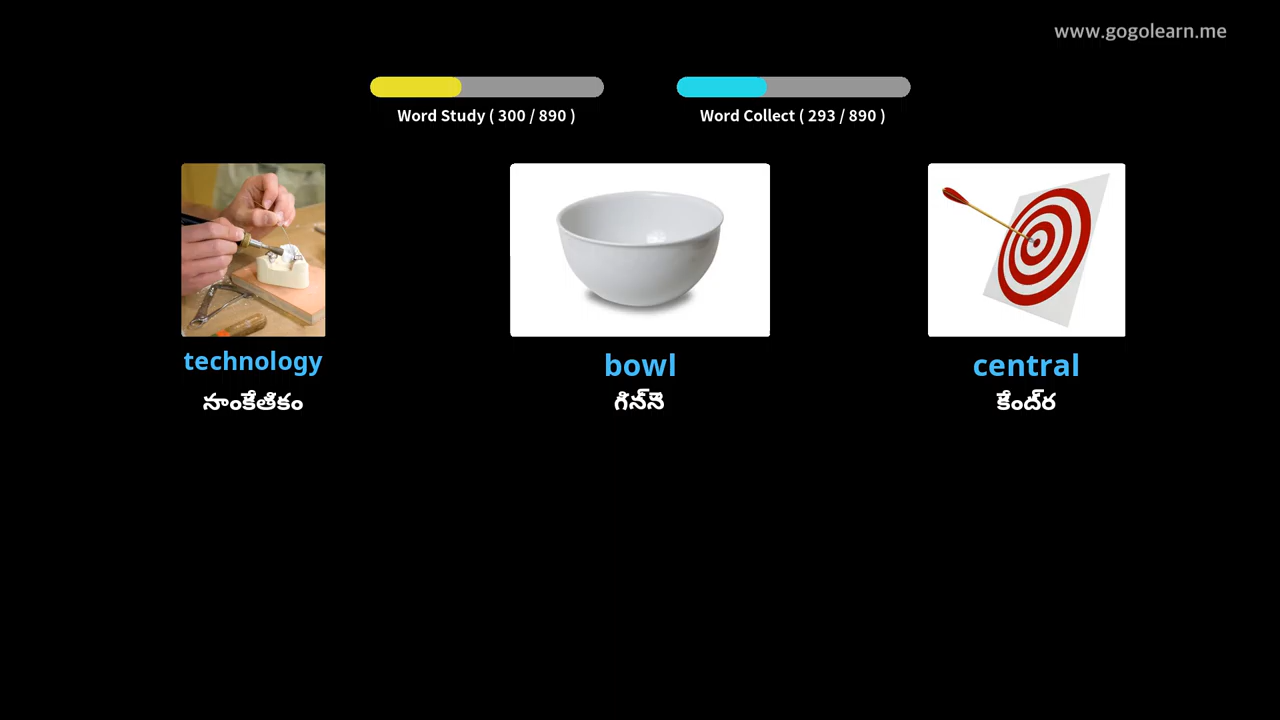 www.gogolearn.me
Word Study ( 300 / 890 )
Word Collect ( 293 / 890 )
technology
bowl
central
సాంకేతికం
గిన్నె
కేంద్ర